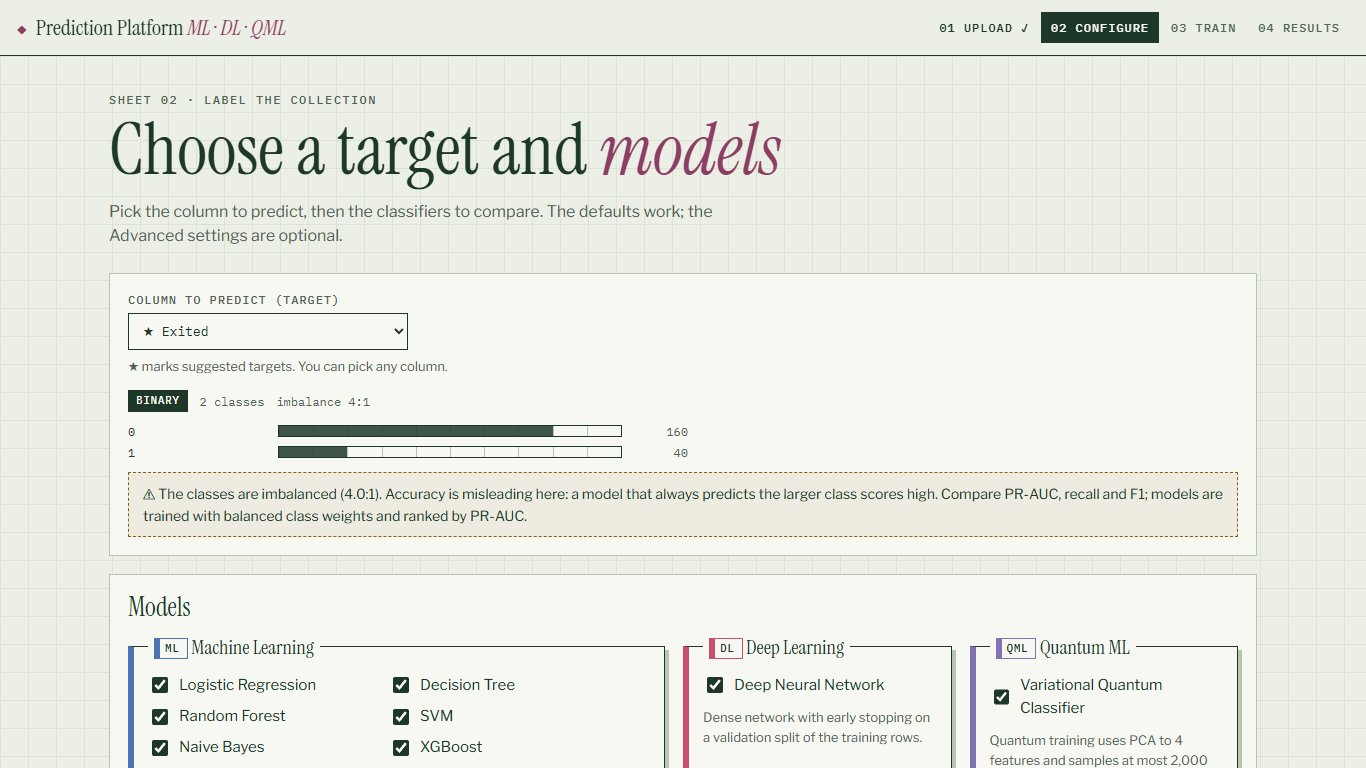 ◆ Prediction Platform ML · DL · QML
01 UPLOAD ✓ 02 CONFIGURE 03 TRAIN 04 RESULTS
SHEET 02 · LABEL THE COLLECTION
Choose a target and models
Pick the column to predict, then the classifiers to compare. The defaults work; the
Advanced settings are optional.
COLUMN TO PREDICT (TARGET)
★ Exited
★ marks suggested targets. You can pick any column.
BINARY 2 classes imbalance 4:1
0 160
1 40
⚠ The classes are imbalanced (4.0:1). Accuracy is misleading here: a model that always predicts the larger class scores high. Compare PR-AUC, recall and F1; models are
trained with balanced class weights and ranked by PR-AUC.
Models
ML Machine Learning
Logistic Regression
Decision Tree
Random Forest
SVM
Naive Bayes
XGBoost
DL Deep Learning
Deep Neural Network
Dense network with early stopping on
a validation split of the training rows.
QML Quantum ML
Variational Quantum
Classifier
Quantum training uses PCA to 4
features and samples at most 2,000